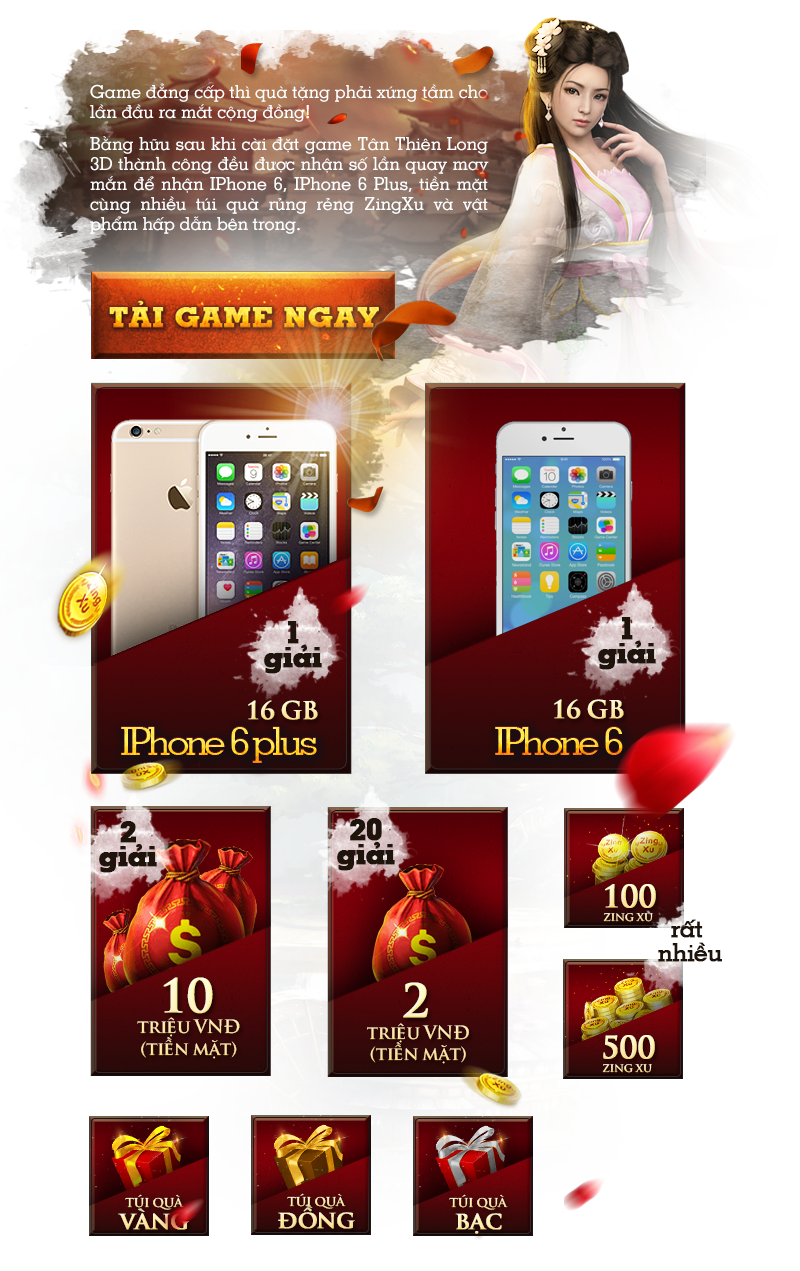 Game đẳng cấp thì quà tặng phải xứng tầm cho
lần đầu ra mắt cộng đồng!
Bằng hữu sau khi cài đặt game Tân Thiên Long
3D thành công đều được nhận số lần quay may
mắn để nhận IPhone 6, IPhone 6 Plus, tiền mặt
cùng nhiều túi quà rủng rẻng ZingXu và vật
phẩm hấp dẫn bên trong.
TẢI GAME NGAY
1
giải
16 GB
IPhone 6 plus
1
giải
16 GB
IPhone 6
Zing
Xu
2
giải
$
10
TRIỆU VNĐ
(TIỀN MẶT)
20
giải
$
2
TRIỆU VNĐ
(TIỀN MẶT)
Zing
Xu
100
ZING XU
rất
nhiều
500
ZING XU
TÚI QUÀ
VÀNG
TÚI QUÀ
ĐỒNG
TÚI QUÀ
BẠC